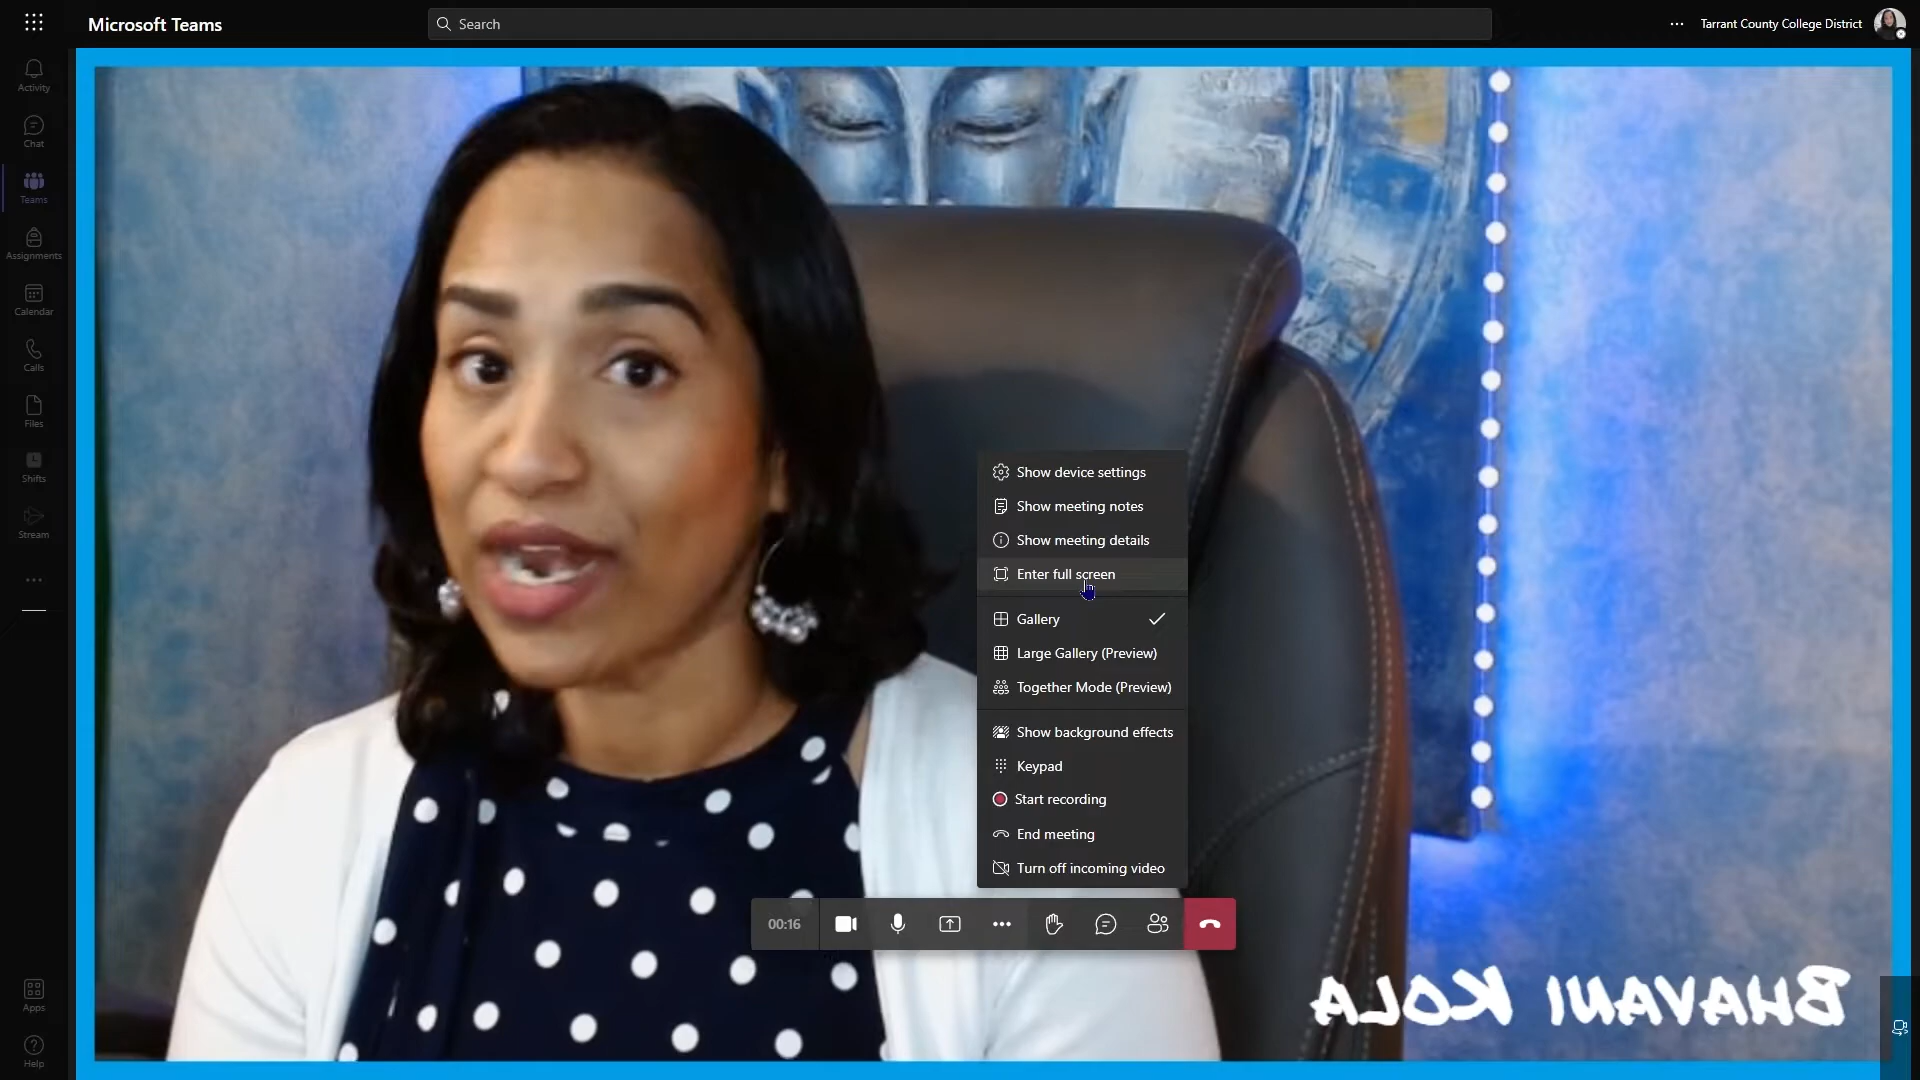 Microsoft Teams
Search
Tarrant County College District
Activity
Chat
Teams
Assignments
Calendar
Calls
Files
Shifts
Stream
Apps
Help
Show device settings
Show meeting notes
Show meeting details
Enter full screen
Gallery
Large Gallery (Preview)
Together Mode (Preview)
Show background effects
Keypad
Start recording
End meeting
Turn off incoming video
00:16
BHAVANI KOLA